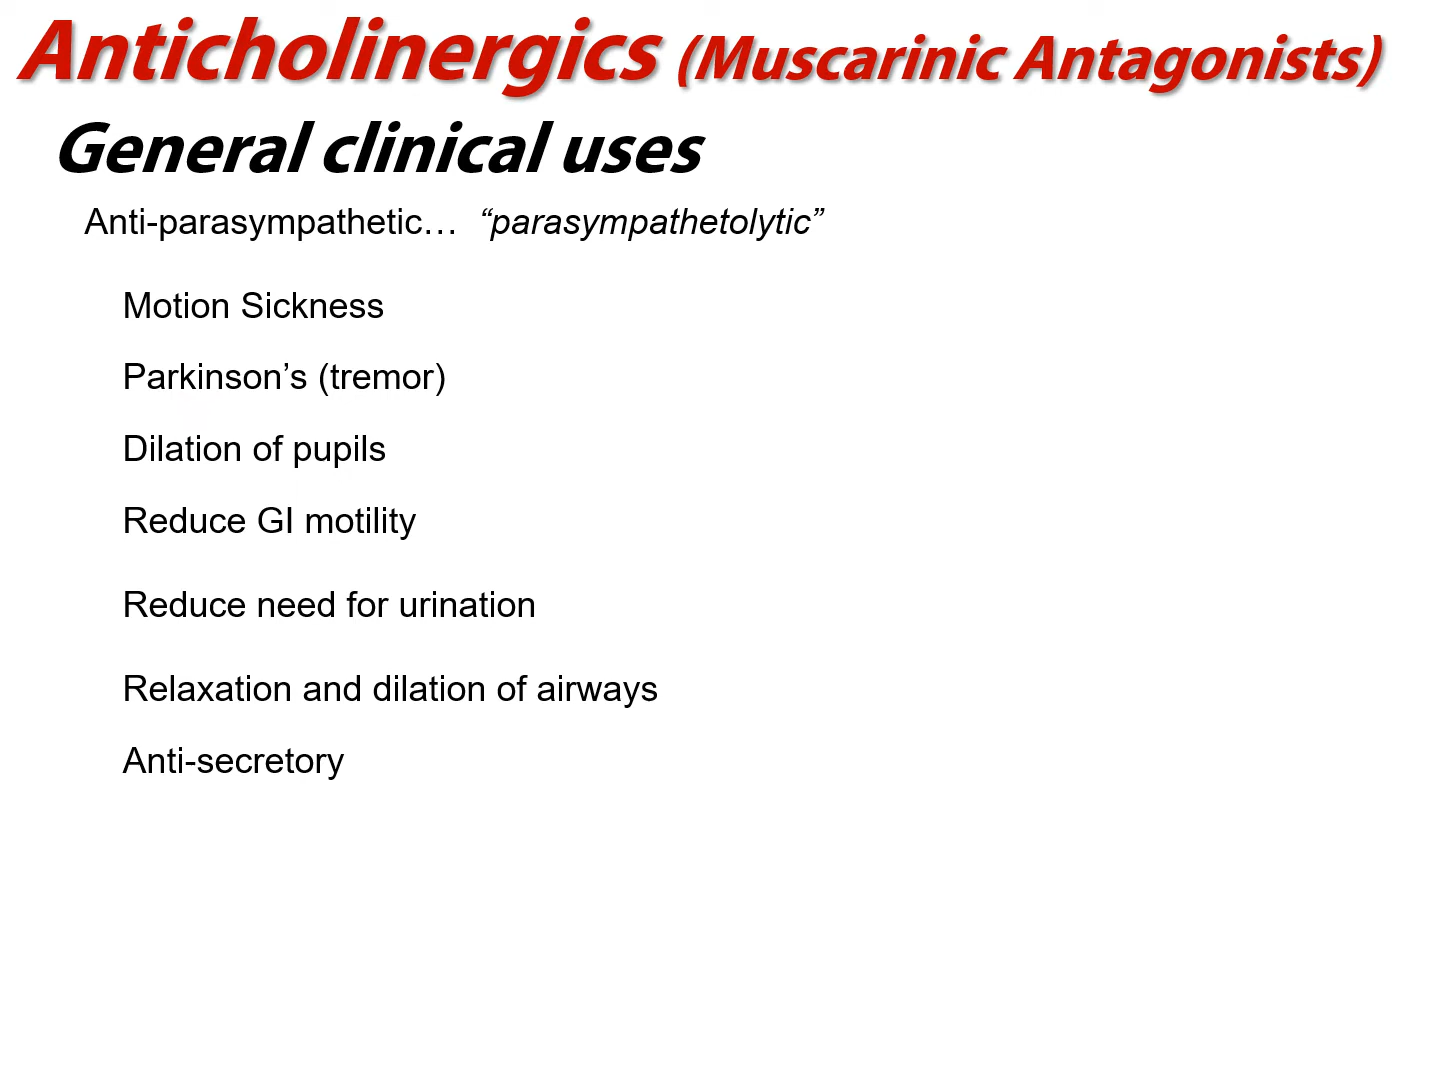 Anticholinergics (Muscarinic Antagonists)
General clinical uses
Anti-parasympathetic… “parasympathetolytic”
Motion Sickness
Parkinson’s (tremor)
Dilation of pupils
Reduce GI motility
Reduce need for urination
Relaxation and dilation of airways
Anti-secretory